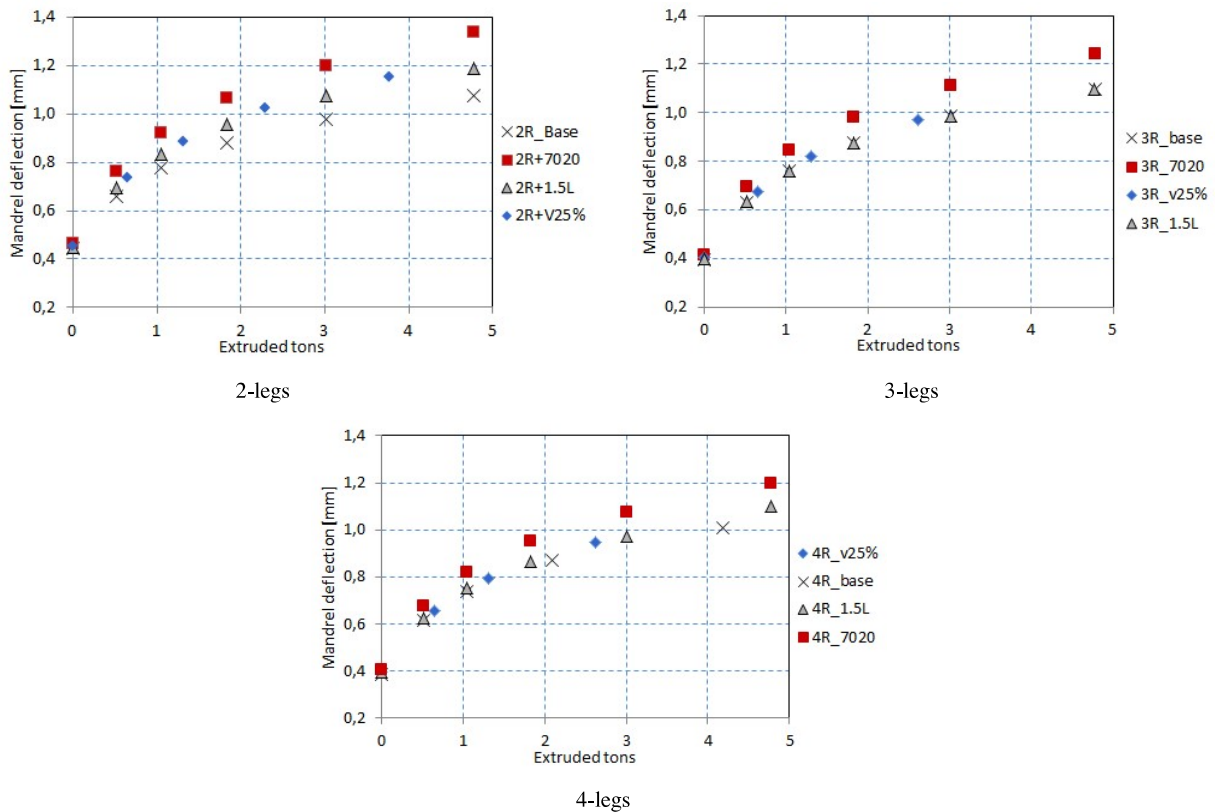 1,4
1,2
1,0
0,8
0,6
0,4
0,2
Mandrel deflection [mm]
0 1 2 3 4 5
Extruded tons
2R_Base
2R+7020
2R+1.5L
2R+V25%
2-legs
1,4
1,2
1,0
0,8
0,6
0,4
0,2
Mandrel deflection [mm]
0 1 2 3 4 5
Extruded tons
3R_base
3R_7020
3R_v25%
3R_1.5L
3-legs
1,4
1,2
1,0
0,8
0,6
0,4
0,2
Mandrel deflection [mm]
0 1 2 3 4 5
Extruded tons
4R_v25%
4R_base
4R_1.5L
4R_7020
4-legs